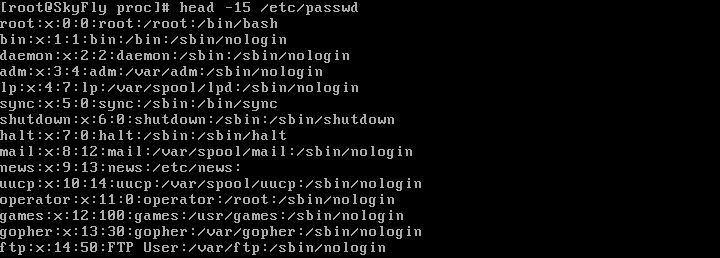 [root@SkyFly proc]# head -15 /etc/passwd
root:x:0:0:root:/root:/bin/bash
bin:x:1:1:bin:/bin:/sbin/nologin
daemon:x:2:2:daemon:/sbin:/sbin/nologin
adm:x:3:4:adm:/var/adm:/sbin/nologin
lp:x:4:7:lp:/var/spool/lpd:/sbin/nologin
sync:x:5:0:sync:/sbin:/bin/sync
shutdown:x:6:0:shutdown:/sbin:/sbin/shutdown
halt:x:7:0:halt:/sbin:/sbin/halt
mail:x:8:12:mail:/var/spool/mail:/sbin/nologin
news:x:9:13:news:/etc/news:
uucp:x:10:14:uucp:/var/spool/uucp:/sbin/nologin
operator:x:11:0:operator:/root:/sbin/nologin
games:x:12:100:games:/usr/games:/sbin/nologin
gopher:x:13:30:gopher:/var/gopher:/sbin/nologin
ftp:x:14:50:FTP User:/var/ftp:/sbin/nologin